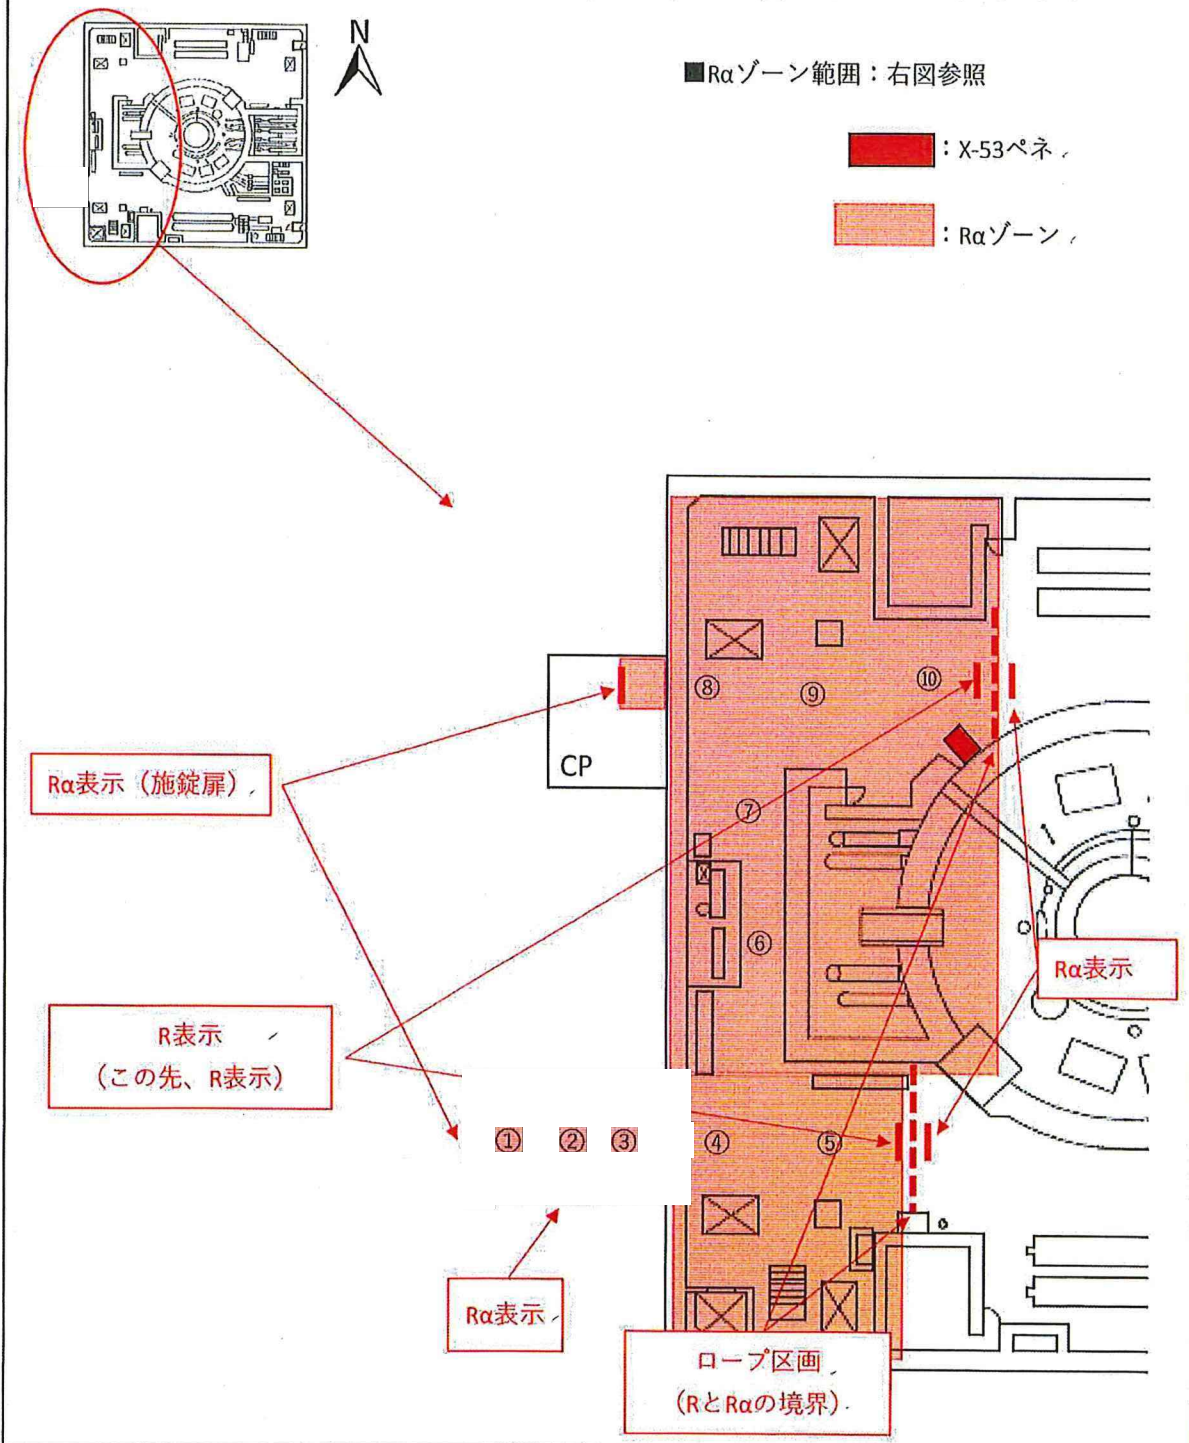 N
■Rαゾーン範囲：右図参照
：X-53ペネ
：Rαゾーン
⑧
⑨
⑩
CP
Rα表示（施錠扉）
⑦
⑥
Rα表示
R表示
（この先、R表示）
①
②
③
④
⑤
Rα表示
ロープ区画
（RとRαの境界）